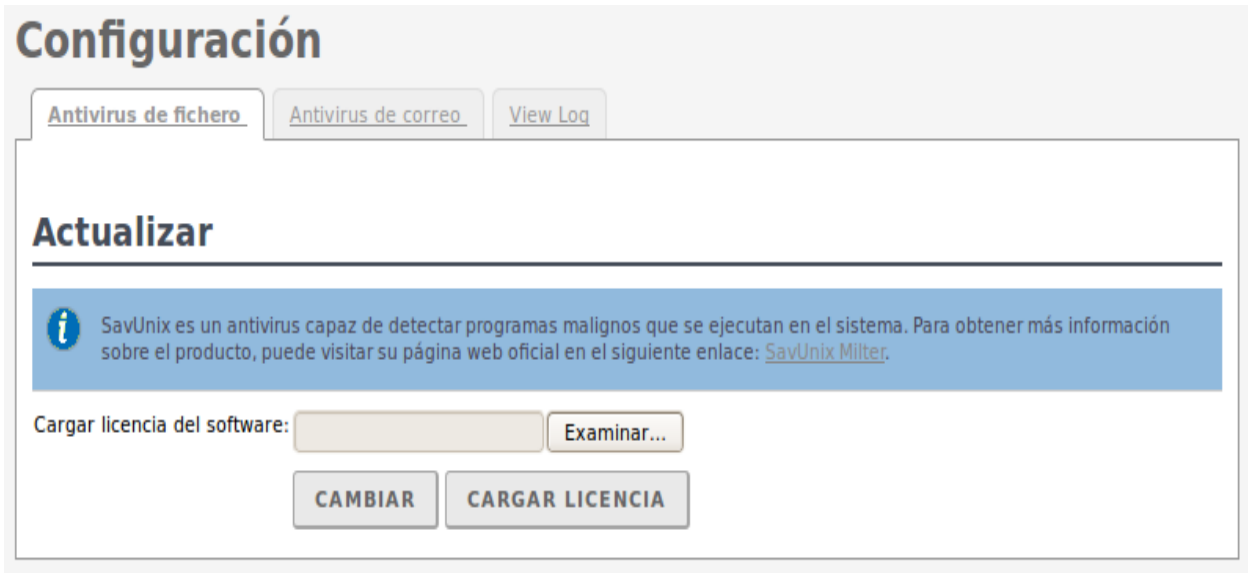 Configuración
Antivirus de fichero
Antivirus de correo
View Log
Actualizar
SavUnix es un antivirus capaz de detectar programas malignos que se ejecutan en el sistema. Para obtener más información
sobre el producto, puede visitar su página web oficial en el siguiente enlace: SavUnix Milter.
Cargar licencia del software:
Examinar...
CAMBIAR
CARGAR LICENCIA